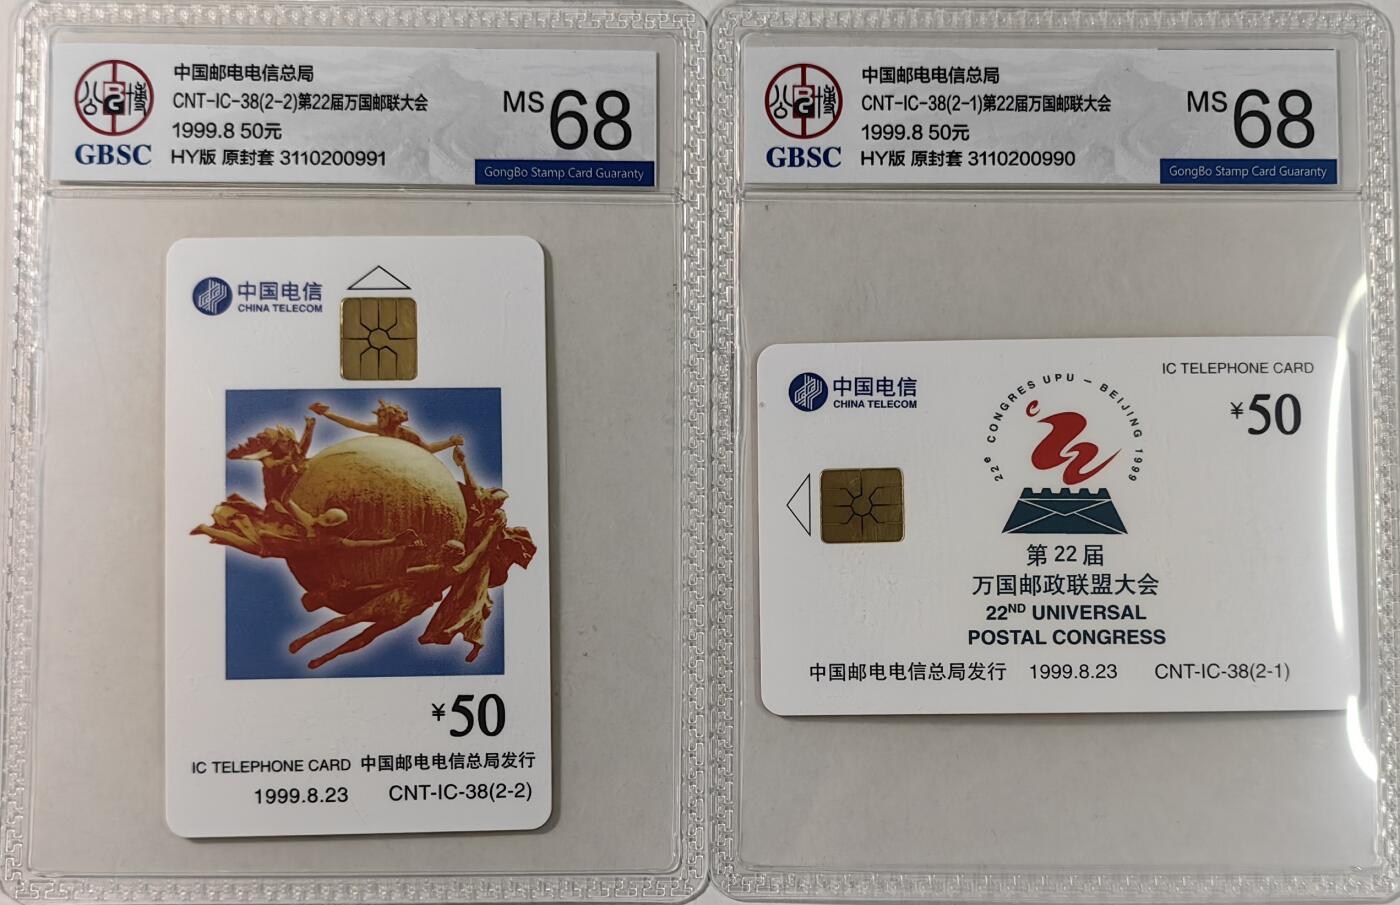 中国邮电电信总局
CNT-IC-38(2-2)第22届万国邮联大会
1999.8 50元
HY版 原封套 3110200991
MS 68
公博
GBSC
GongBo Stamp Card Guaranty
中国电信
CHINA TELECOM
¥50
IC TELEPHONE CARD 中国邮电电信总局发行
1999.8.23 CNT-IC-38(2-2)
中国邮电电信总局
CNT-IC-38(2-1)第22届万国邮联大会
1999.8 50元
HY版 原封套 3110200990
MS 68
公博
GBSC
GongBo Stamp Card Guaranty
中国电信
CHINA TELECOM
IC TELEPHONE CARD
¥50
22e CONGRES UPU – BEIJING 1999
第 22 届
万国邮政联盟大会
22ND UNIVERSAL
POSTAL CONGRESS
中国邮电电信总局发行 1999.8.23 CNT-IC-38(2-1)